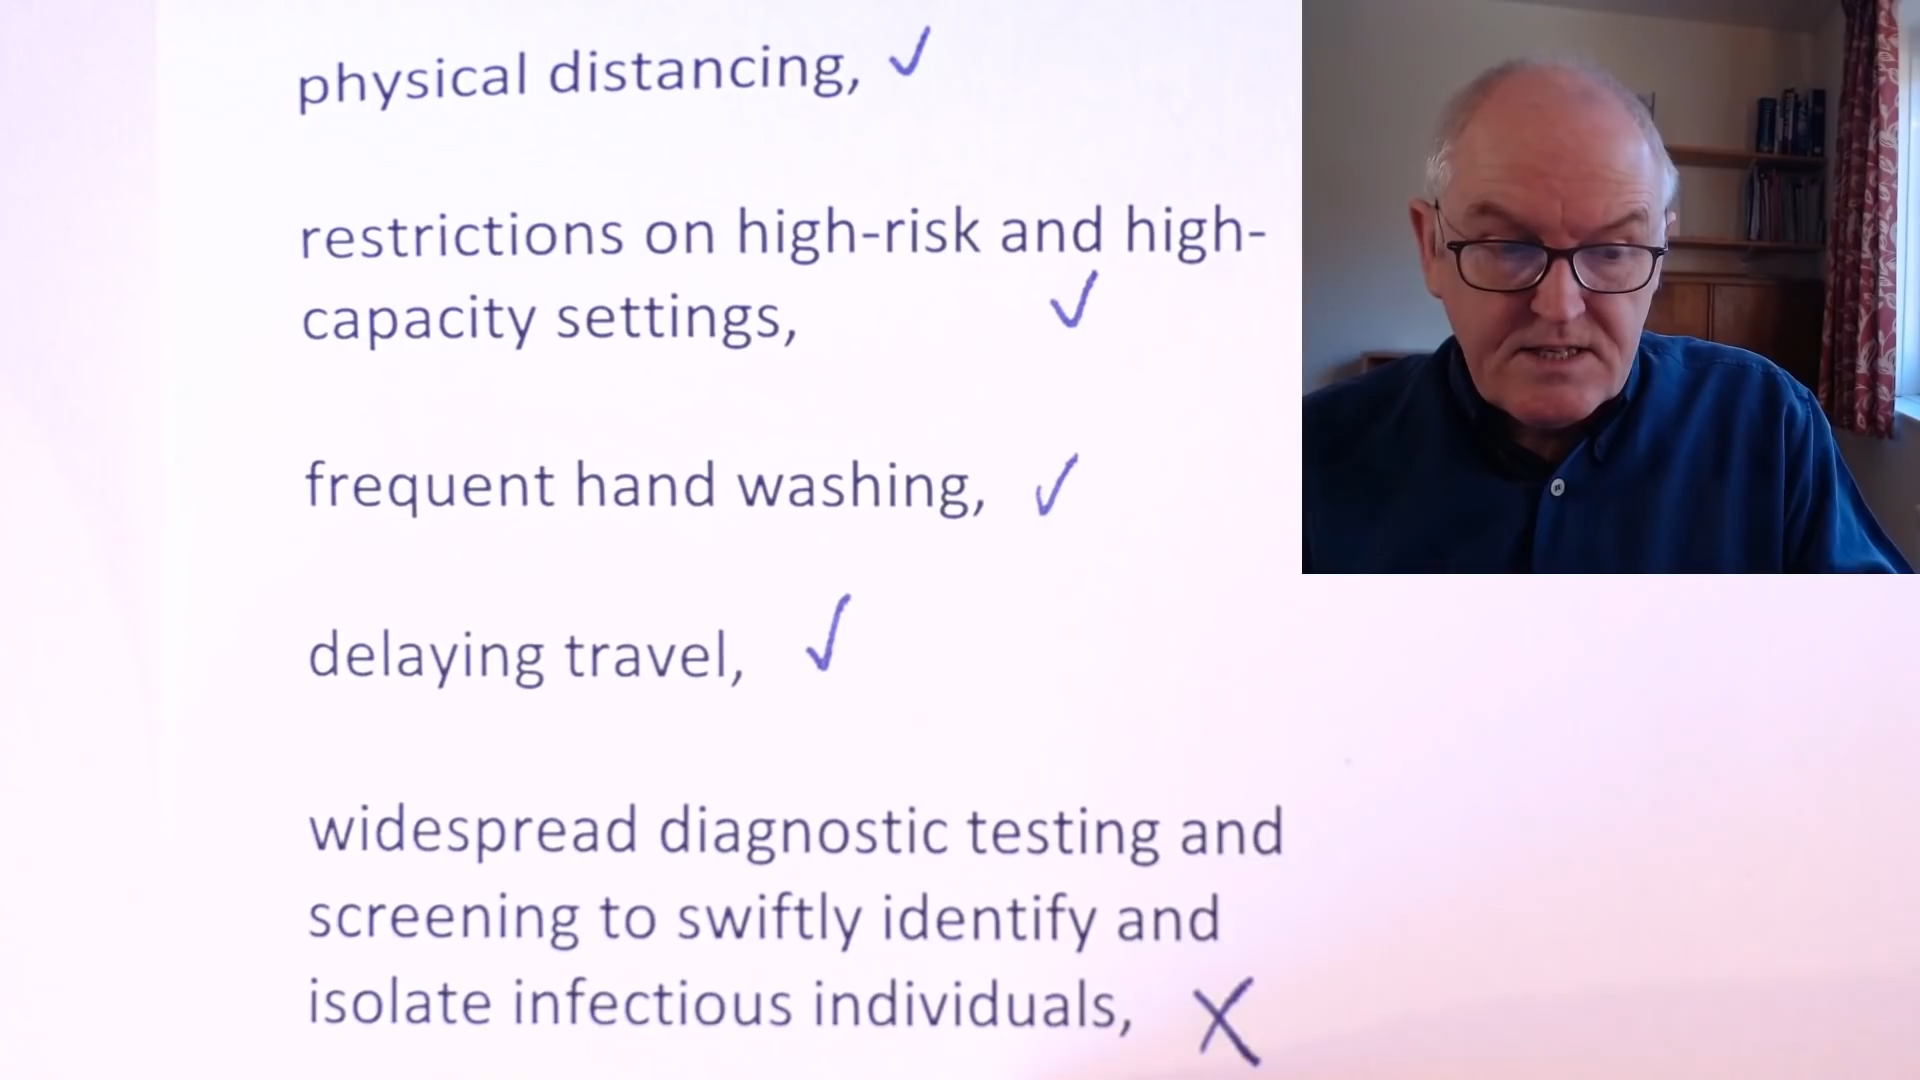 physical distancing, ✓
restrictions on high-risk and high-
capacity settings, ✓
frequent hand washing, ✓
delaying travel, ✓
widespread diagnostic testing and
screening to swiftly identify and
isolate infectious individuals, X